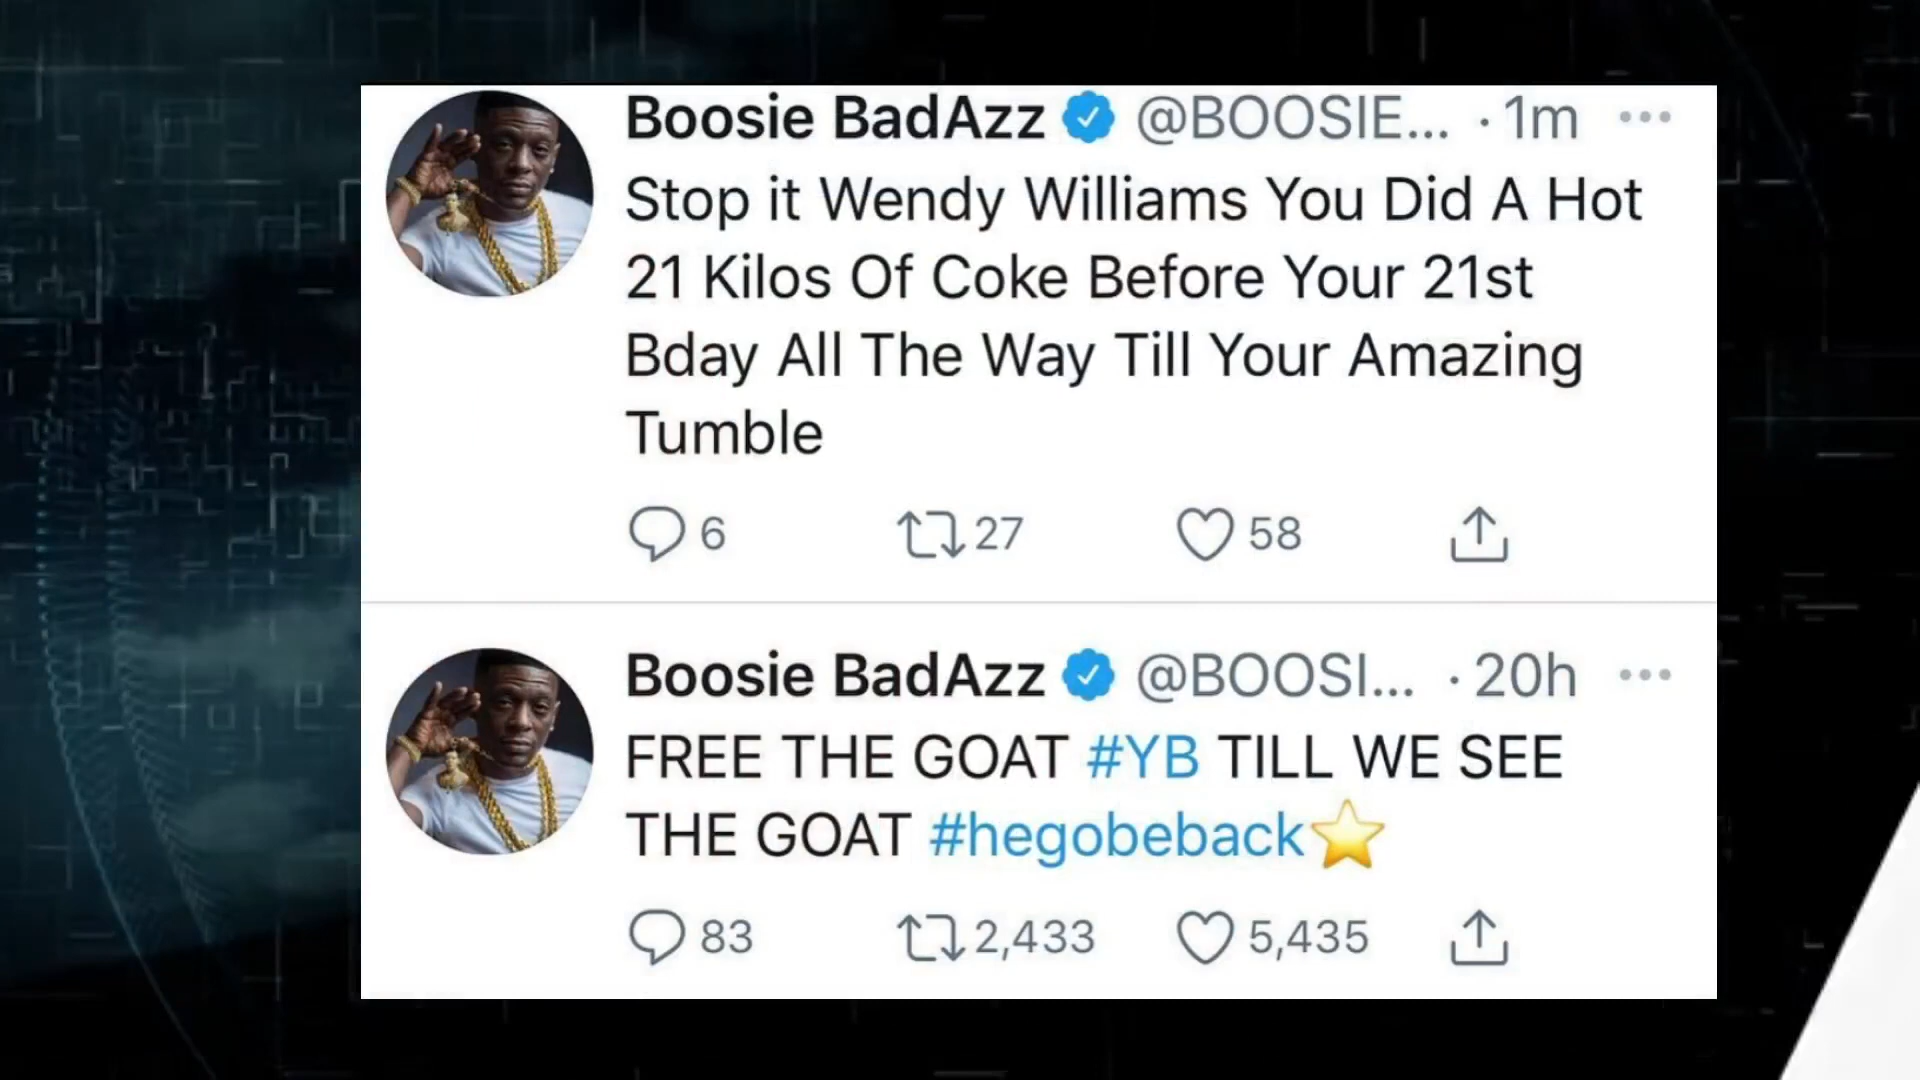 Boosie BadAzz @BOOSIE... · 1m ...
Stop it Wendy Williams You Did A Hot
21 Kilos Of Coke Before Your 21st
Bday All The Way Till Your Amazing
Tumble
6 27 58
Boosie BadAzz @BOOSI... · 20h ...
FREE THE GOAT #YB TILL WE SEE
THE GOAT #hegobeback⭐
83 2,433 5,435